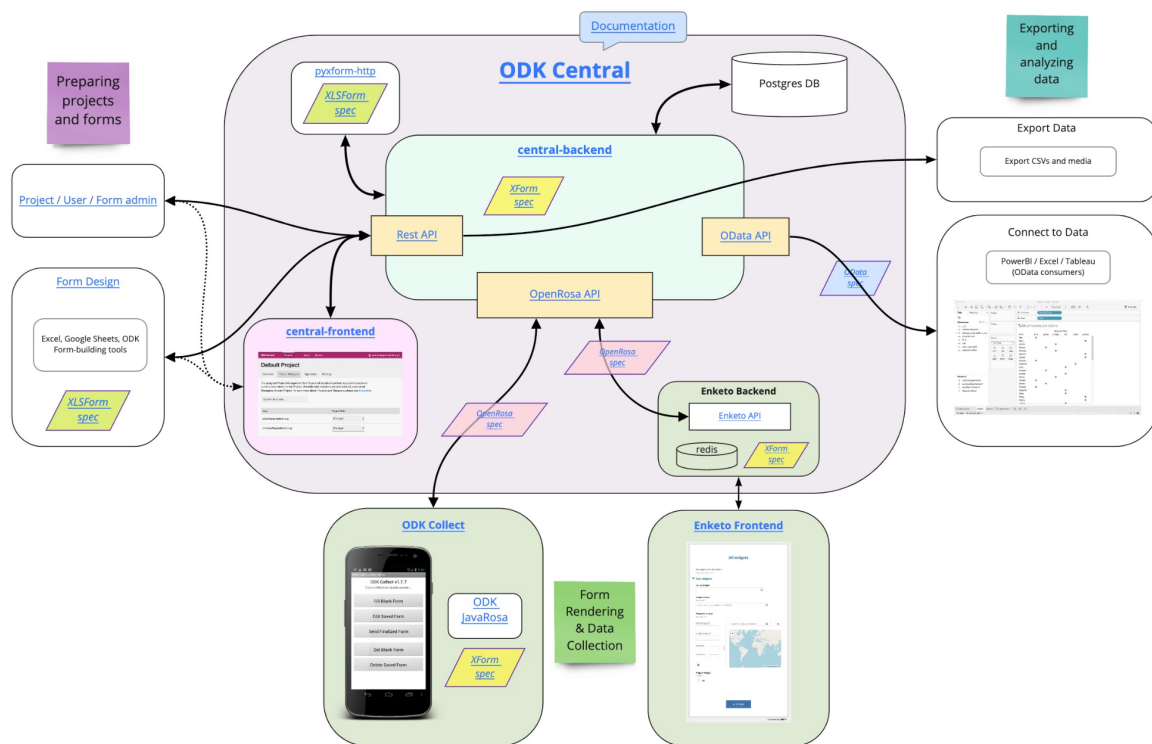 Documentation
ODK Central
Preparing
projects
and forms
Exporting
and
analyzing
data
pyxform-http
XLSForm
spec
Postgres DB
central-backend
XForm
spec
Rest API
OData API
OpenRosa API
Project / User / Form admin
Form Design
Excel, Google Sheets, ODK
Form-building tools
XLSForm
spec
central-frontend
Default Project
Export Data
Export CSVs and media
Connect to Data
PowerBI / Excel / Tableau
(OData consumers)
OData
spec
OpenRosa
spec
OpenRosa
spec
Enketo Backend
Enketo API
redis
XForm
spec
ODK Collect
ODK Collect v1.1.7
Fill Blank Form
Edit Saved Form
Send Finalized Form
Get Blank Form
Delete Saved Form
ODK
JavaRosa
XForm
spec
Form
Rendering
& Data
Collection
Enketo Frontend
All widgets